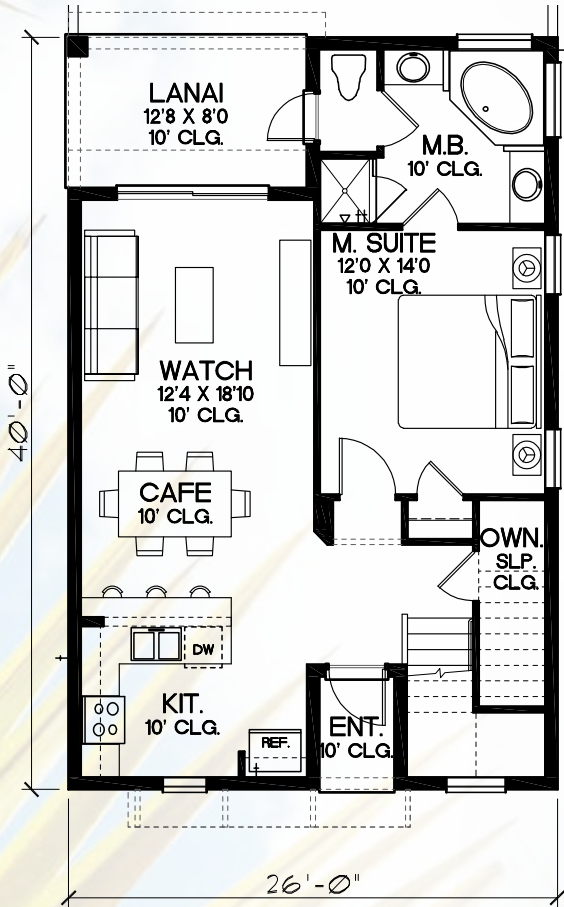 LANAI
12'8 X 8'0
10' CLG.
M.B.
10' CLG.
M. SUITE
12'0 X 14'0
10' CLG.
WATCH
12'4 X 18'10
10' CLG.
40'-0"
CAFE
10' CLG.
OWN.
SLP.
CLG.
DW
KIT.
10' CLG.
REF.
ENT.
10' CLG.
26'-0"